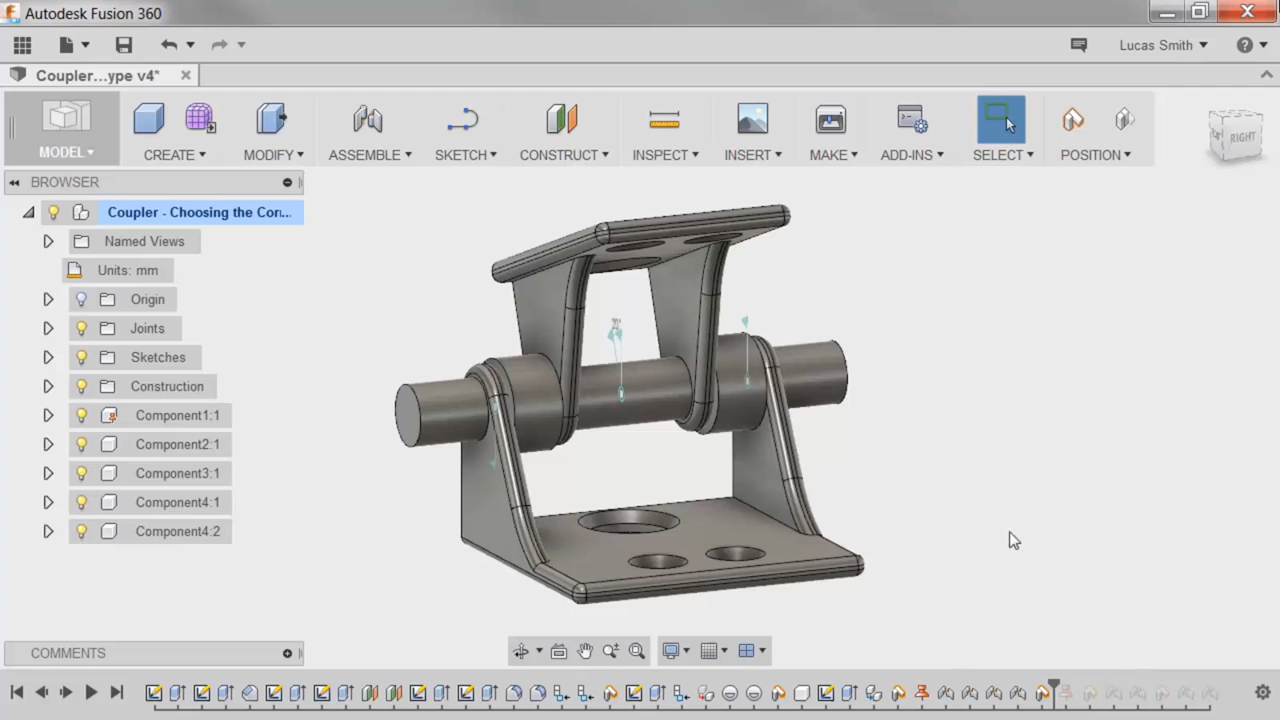 Autodesk Fusion 360
Lucas Smith
Coupler...ype v4*
MODEL
CREATE
MODIFY
ASSEMBLE
SKETCH
CONSTRUCT
INSPECT
INSERT
MAKE
ADD-INS
SELECT
POSITION
RIGHT
BROWSER
Coupler - Choosing the Con...
Named Views
Units: mm
Origin
Joints
Sketches
Construction
Component1:1
Component2:1
Component3:1
Component4:1
Component4:2
COMMENTS